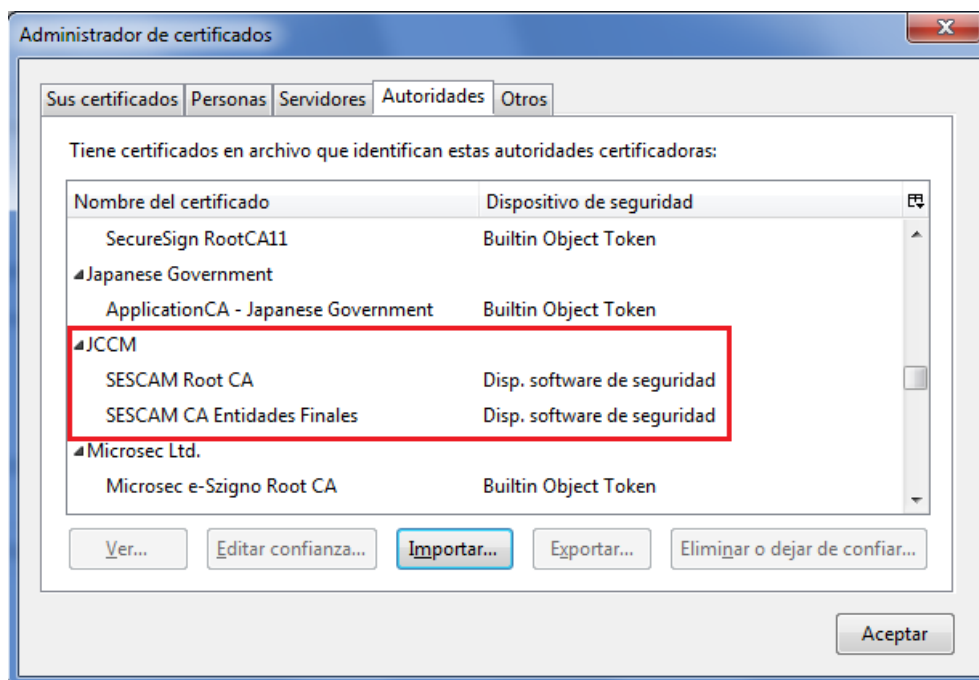 Administrador de certificados
Sus certificados Personas Servidores Autoridades Otros
Tiene certificados en archivo que identifican estas autoridades certificadoras:
Nombre del certificado Dispositivo de seguridad
SecureSign RootCA11 Builtin Object Token
Japanese Government
ApplicationCA - Japanese Government Builtin Object Token
JCCM
SESCAM Root CA Disp. software de seguridad
SESCAM CA Entidades Finales Disp. software de seguridad
Microsec Ltd.
Microsec e-Szigno Root CA Builtin Object Token
Ver... Editar confianza... Importar... Exportar... Eliminar o dejar de confiar...
Aceptar